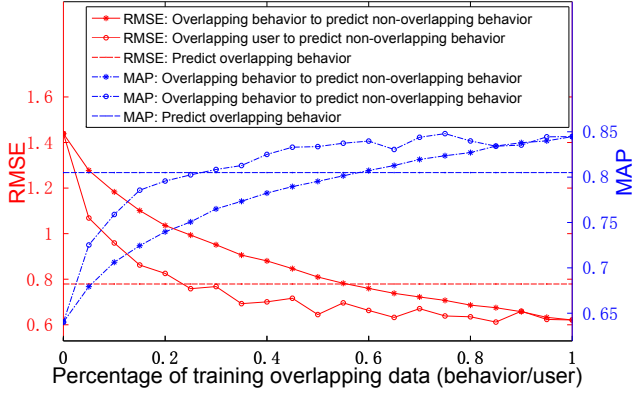 RMSE: Overlapping behavior to predict non-overlapping behavior
RMSE: Overlapping user to predict non-overlapping behavior
RMSE: Predict overlapping behavior
MAP: Overlapping behavior to predict non-overlapping behavior
MAP: Overlapping behavior to predict non-overlapping behavior
MAP: Predict overlapping behavior
RMSE
1.6
1.4
1.2
1
0.8
0.6
MAP
0.85
0.8
0.75
0.7
0.65
0 0.2 0.4 0.6 0.8 1
Percentage of training overlapping data (behavior/user)